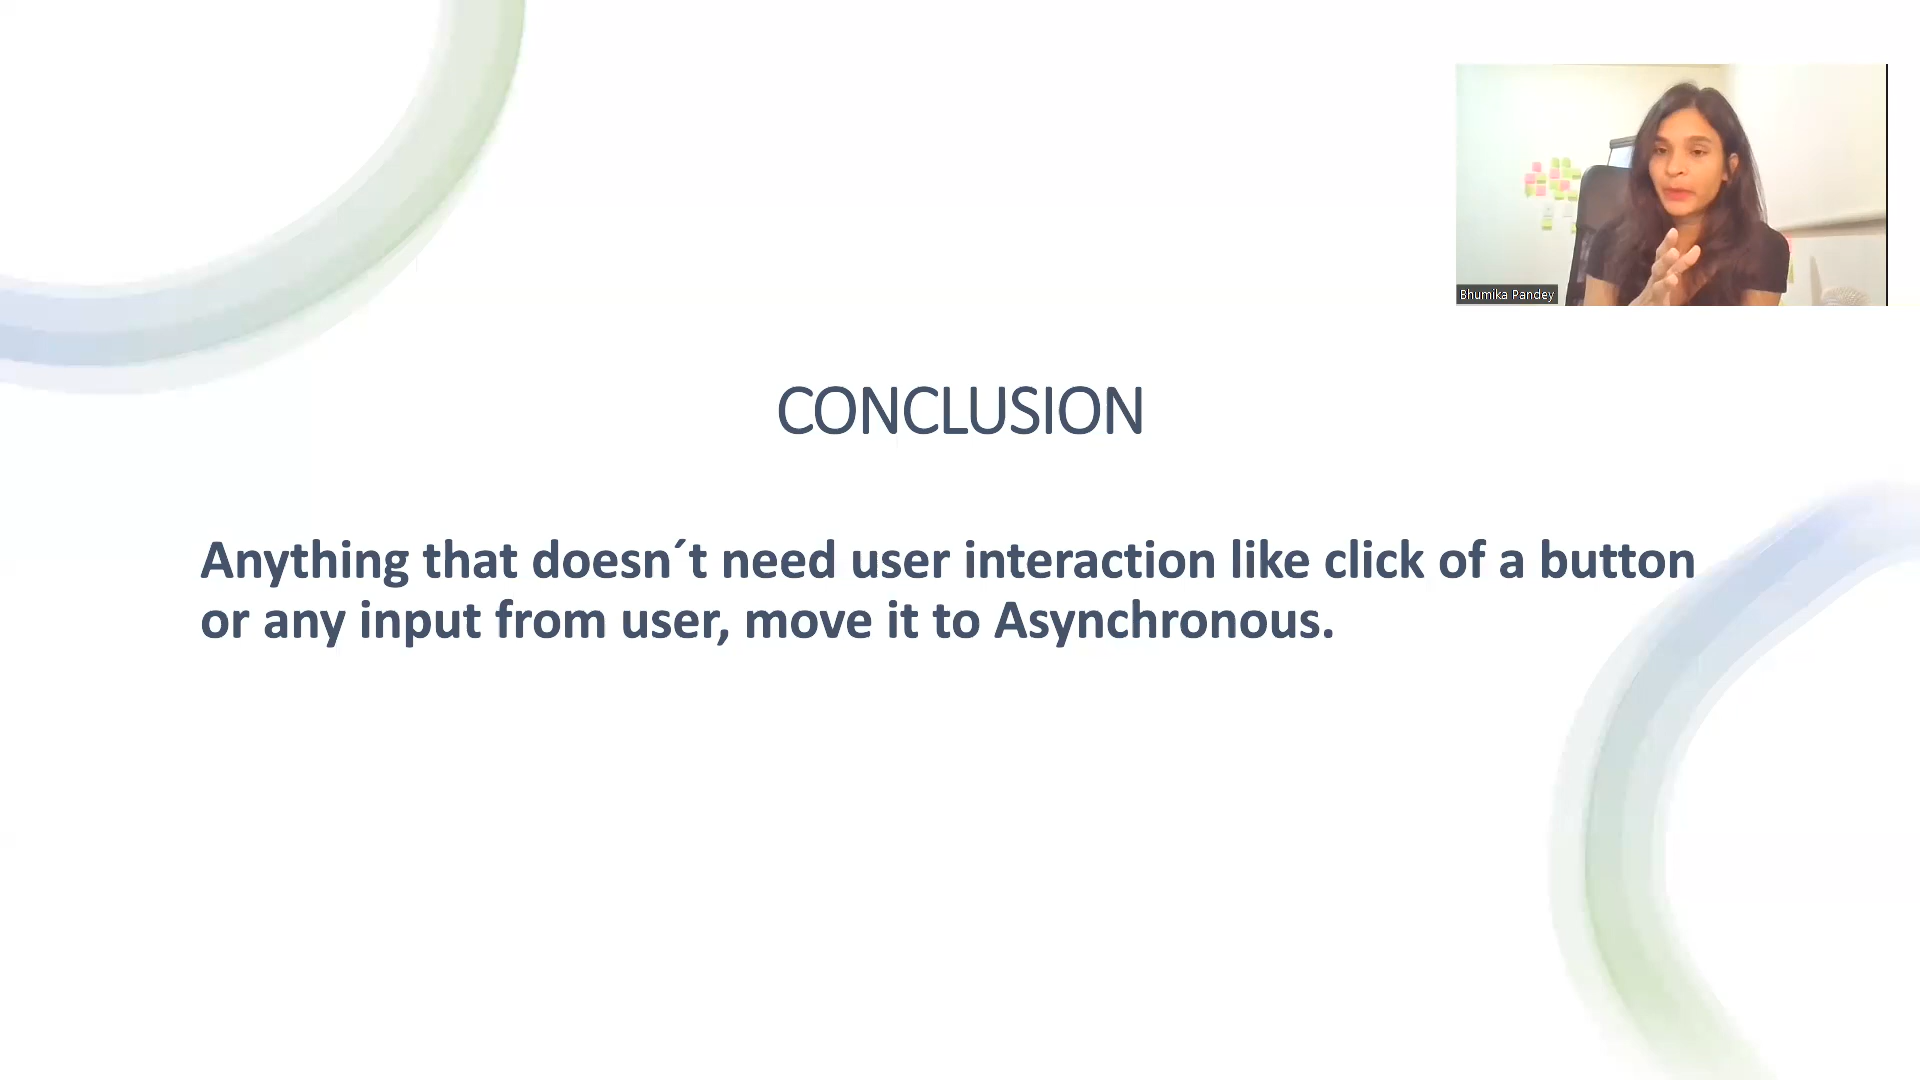 Bhumika Pandey
CONCLUSION
Anything that doesn´t need user interaction like click of a button
or any input from user, move it to Asynchronous.